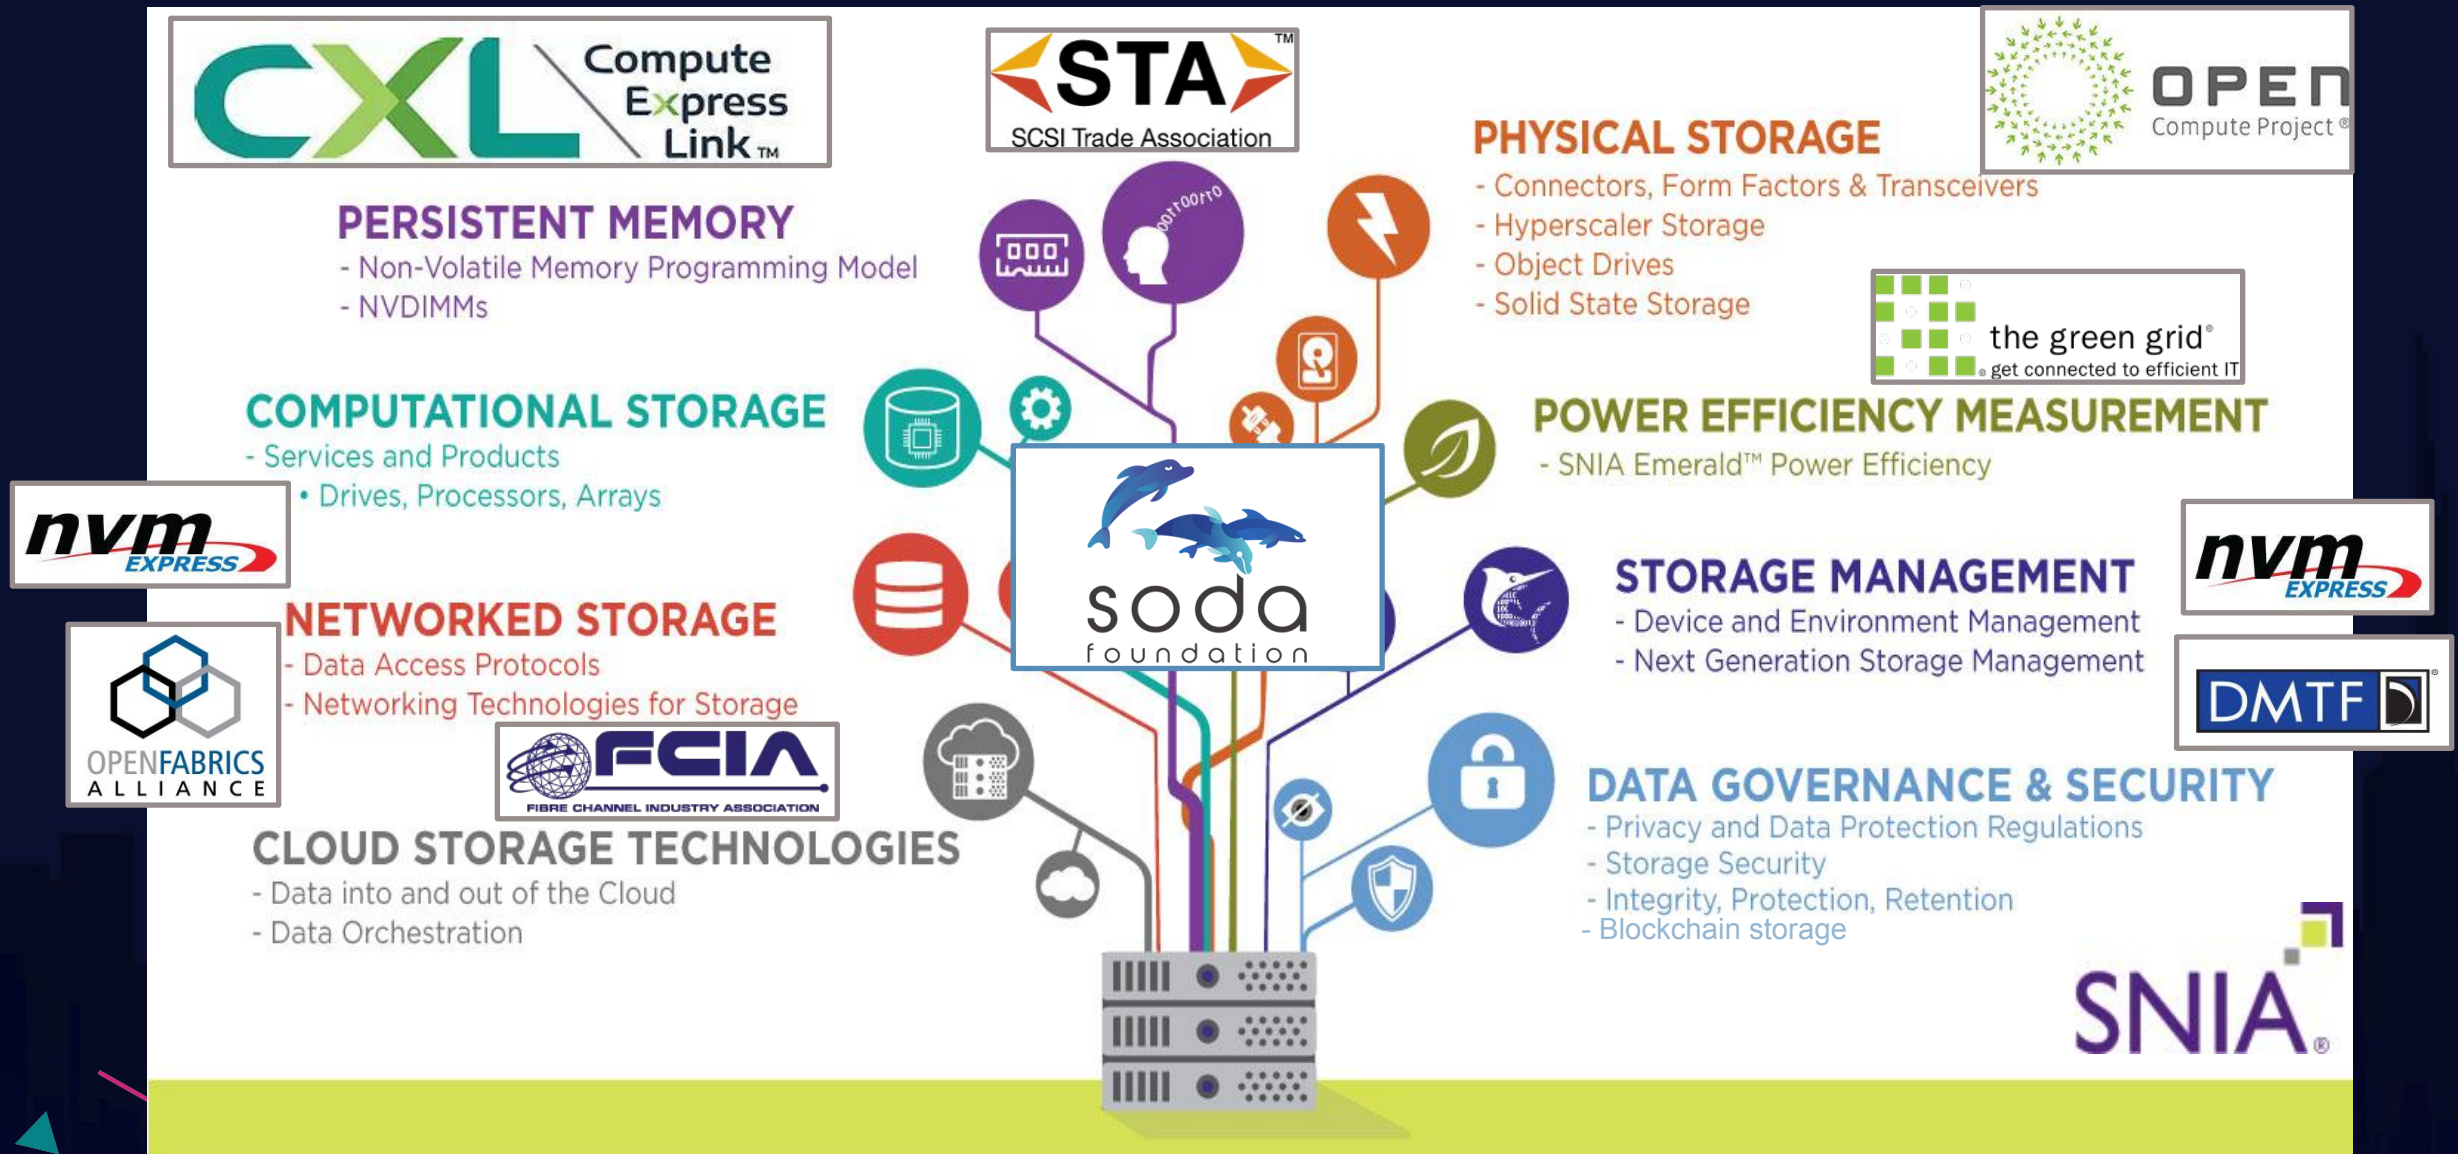 CXL Compute
Express
Link™
<STA>™
SCSI Trade Association
OPEN
Compute Project®
PERSISTENT MEMORY
- Non-Volatile Memory Programming Model
- NVDIMMs
PHYSICAL STORAGE
- Connectors, Form Factors & Transceivers
- Hyperscaler Storage
- Object Drives
- Solid State Storage
the green grid®
get connected to efficient IT
COMPUTATIONAL STORAGE
- Services and Products
• Drives, Processors, Arrays
POWER EFFICIENCY MEASUREMENT
- SNIA Emerald™ Power Efficiency
nvm
EXPRESS
soda
foundation
NETWORKED STORAGE
- Data Access Protocols
- Networking Technologies for Storage
STORAGE MANAGEMENT
- Device and Environment Management
- Next Generation Storage Management
nvm
EXPRESS
DMTF®
OPENFABRICS
ALLIANCE
FCIA
FIBRE CHANNEL INDUSTRY ASSOCIATION
CLOUD STORAGE TECHNOLOGIES
- Data into and out of the Cloud
- Data Orchestration
DATA GOVERNANCE & SECURITY
- Privacy and Data Protection Regulations
- Storage Security
- Integrity, Protection, Retention
- Blockchain storage
SNIA®